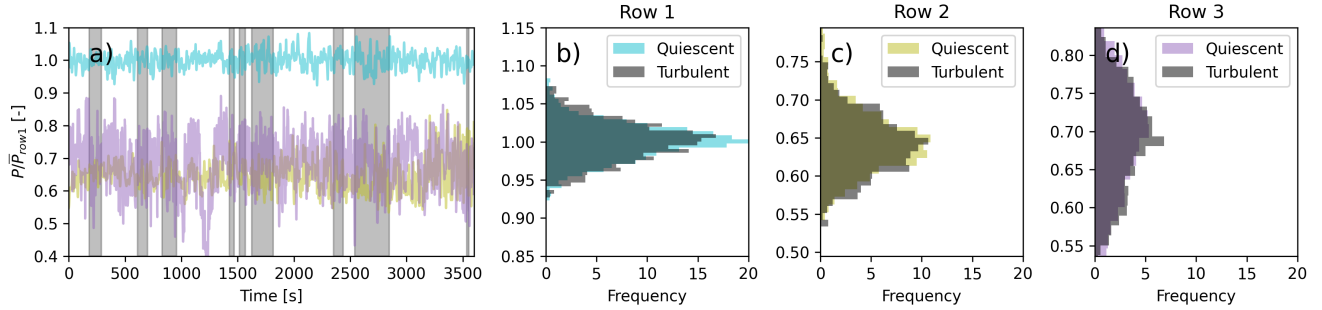 a)
1.1
1.0
0.9
0.8
0.7
0.6
0.5
0.4
P/P̅row1 [-]
0 500 1000 1500 2000 2500 3000 3500
Time [s]
Row 1
b)
Quiescent
Turbulent
1.15
1.10
1.05
1.00
0.95
0.90
0.85
0 5 10 15 20
Frequency
Row 2
c)
Quiescent
Turbulent
0.75
0.70
0.65
0.60
0.55
0.50
0 5 10 15 20
Frequency
Row 3
d)
Quiescent
Turbulent
0.80
0.75
0.70
0.65
0.60
0.55
0 5 10 15 20
Frequency